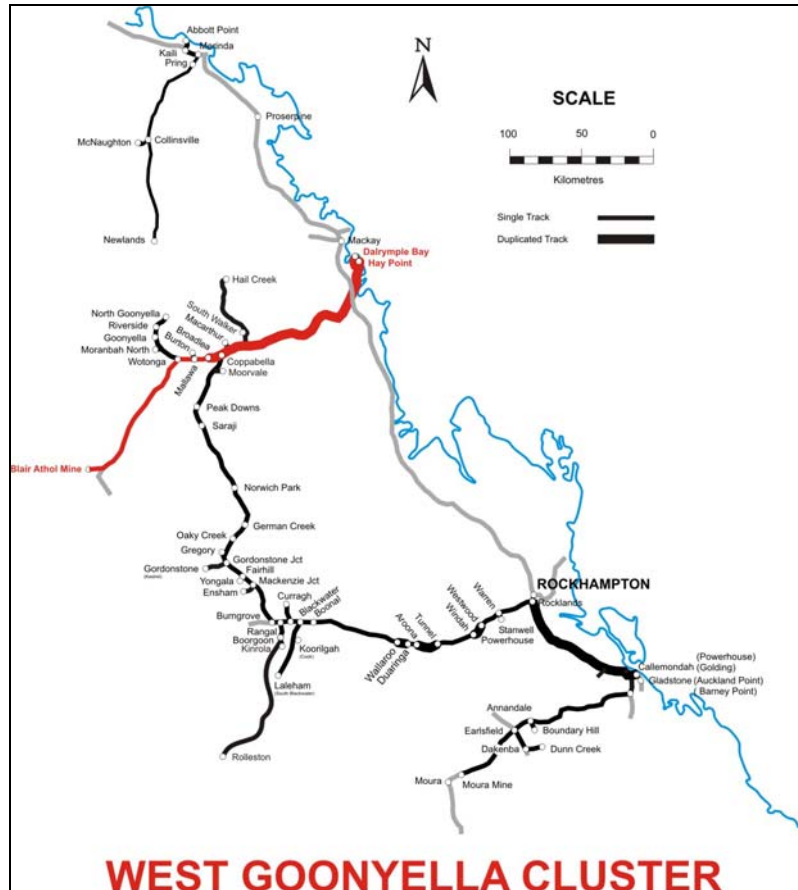 Abbott Point
Kaili
Merinda
Pring
N
SCALE
100
50
0
Kilometres
Single Track
Duplicated Track
Proserpine
McNaughton
Collinsville
Newlands
Mackay
Dalrymple Bay
Hay Point
Hail Creek
North Goonyella
Riverside
Goonyella
Moranbah North
Wotonga
South Walker
Macarthur
Broadlea
Burton
Mallawa
Coppabella
Moorvale
Peak Downs
Saraji
Blair Athol Mine
Norwich Park
German Creek
Oaky Creek
Gregory
Gordonstone Jct
Gordonstone
(Kestrel)
Fairhill
Yongala
Mackenzie Jct
Ensham
Curragh
Blackwater
Boonal
Burngrove
Rangal
Boorgoon
Kinrola
Koorilgah
(Cook)
Laleham
(South Blackwater)
Rolleston
Wallaroo
Duaringa
Aroona
Tunnel
Windah
Westwood
Warren
Stanwell
Powerhouse
ROCKHAMPTON
Rocklands
Callemondah (Powerhouse)
(Golding)
Gladstone (Auckland Point)
( Barney Point)
Annandale
Earlsfield
Boundary Hill
Dakenba
Dunn Creek
Moura
Moura Mine
WEST GOONYELLA CLUSTER